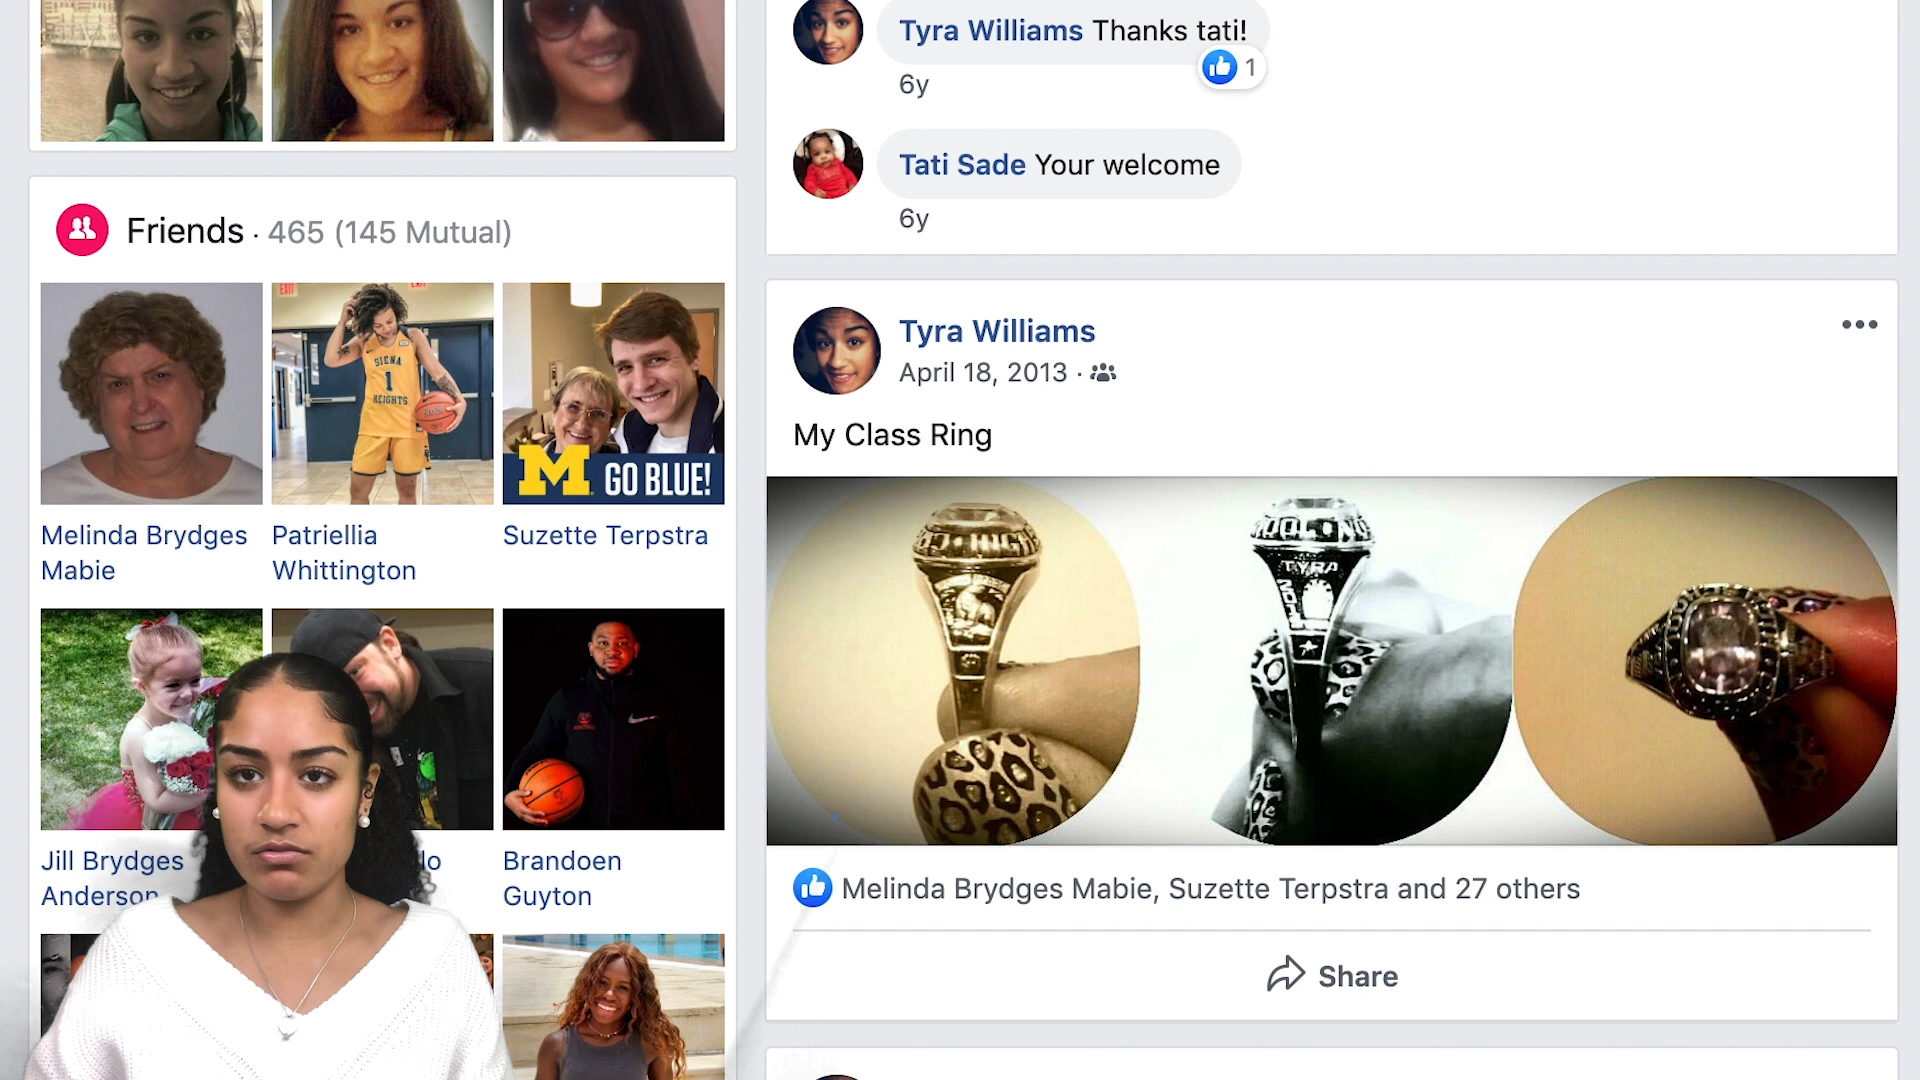 Tyra Williams Thanks tati!
1
6y
Tati Sade Your welcome
6y
Friends · 465 (145 Mutual)
EXIT
SIENA
1
HEIGHTS
M GO BLUE!
Melinda Brydges
Mabie
Patriellia
Whittington
Suzette Terpstra
Jill Brydges
Anderson
lo
Brandoen
Guyton
Tyra Williams
April 18, 2013 ·
My Class Ring
TYRA
Melinda Brydges Mabie, Suzette Terpstra and 27 others
Share